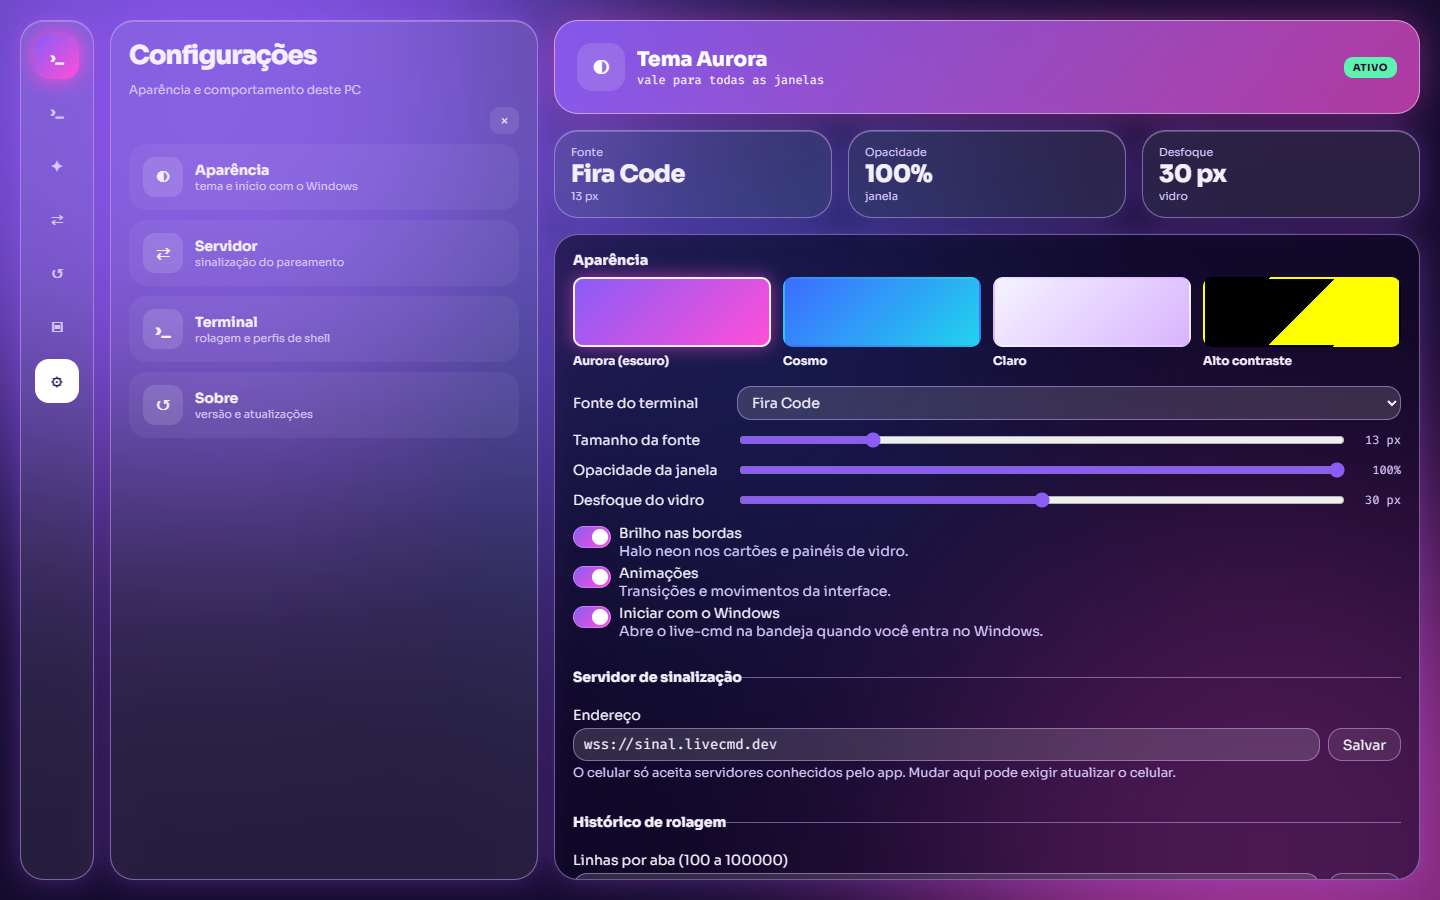 Configurações
Aparência e comportamento deste PC
×
Aparência
tema e início com o Windows
Servidor
sinalização do pareamento
Terminal
rolagem e perfis de shell
Sobre
versão e atualizações
Tema Aurora
vale para todas as janelas
ATIVO
Fonte
Fira Code
13 px
Opacidade
100%
janela
Desfoque
30 px
vidro
Aparência
Aurora (escuro)
Cosmo
Claro
Alto contraste
Fonte do terminal
Fira Code
Tamanho da fonte
13 px
Opacidade da janela
100%
Desfoque do vidro
30 px
Brilho nas bordas
Halo neon nos cartões e painéis de vidro.
Animações
Transições e movimentos da interface.
Iniciar com o Windows
Abre o live-cmd na bandeja quando você entra no Windows.
Servidor de sinalização
Endereço
wss://sinal.livecmd.dev
Salvar
O celular só aceita servidores conhecidos pelo app. Mudar aqui pode exigir atualizar o celular.
Histórico de rolagem
Linhas por aba (100 a 100000)